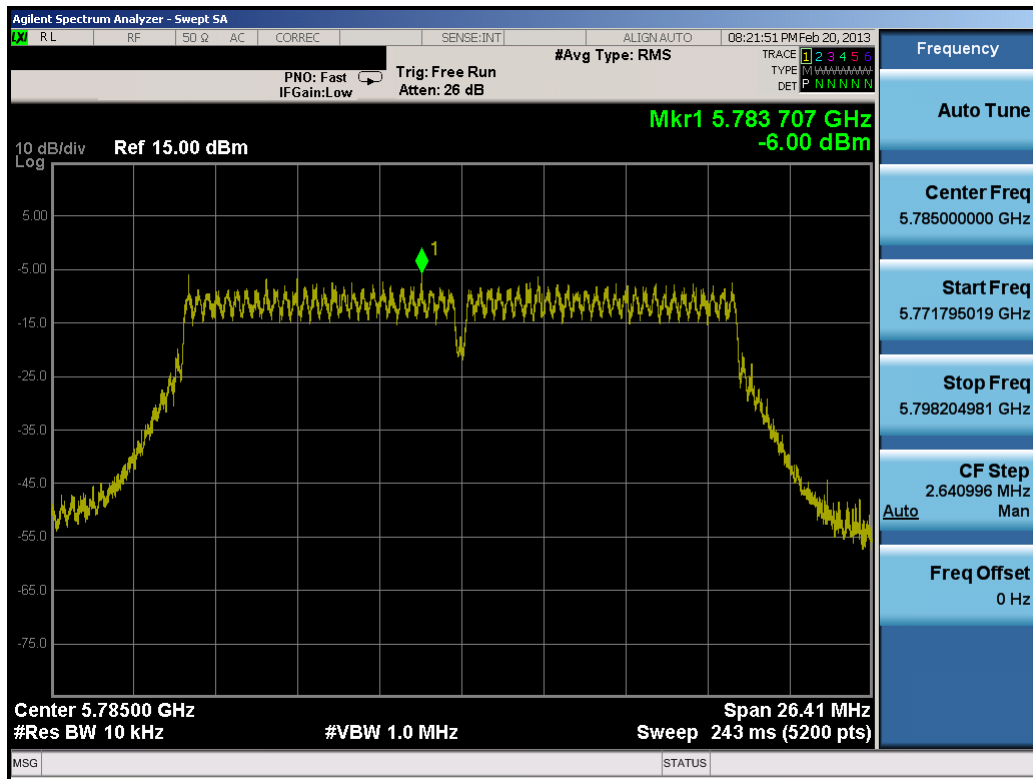 Agilent Spectrum Analyzer - Swept SA
LXI RL RF 50 Ω AC CORREC SENSE:INT ALIGN AUTO 08:21:51 PM Feb 20, 2013
#Avg Type: RMS TRACE 1 2 3 4 5 6
PNO: Fast Trig: Free Run TYPE M WWWWW
IFGain:Low Atten: 26 dB DET P N N N N N
Mkr1 5.783 707 GHz
-6.00 dBm
10 dB/div Ref 15.00 dBm
Log
1
5.00
-5.00
-15.0
-25.0
-35.0
-45.0
-55.0
-65.0
-75.0
Center 5.78500 GHz Span 26.41 MHz
#Res BW 10 kHz #VBW 1.0 MHz Sweep 243 ms (5200 pts)
MSG STATUS
Frequency
Auto Tune
Center Freq
5.785000000 GHz
Start Freq
5.771795019 GHz
Stop Freq
5.798204981 GHz
CF Step
2.640996 MHz
Auto Man
Freq Offset
0 Hz